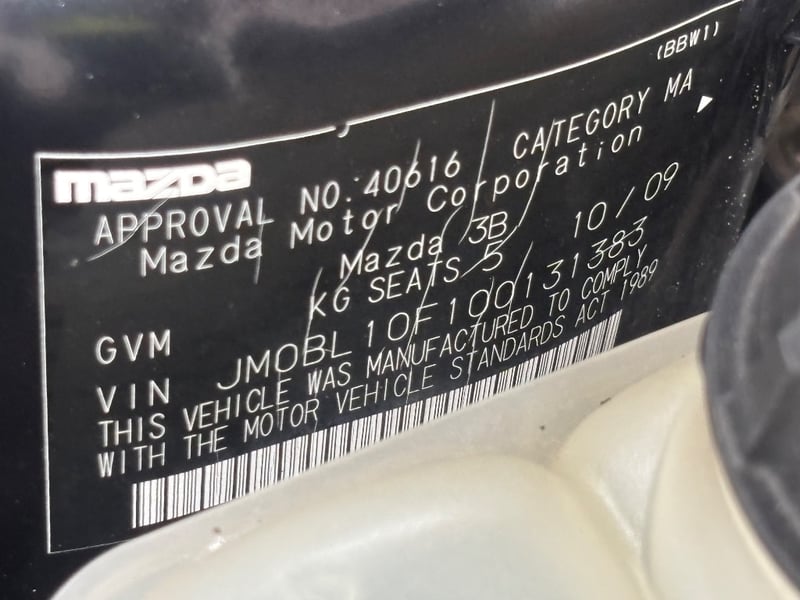 (BBW1)
mazda
APPROVAL NO. 40616 CATEGORY MA
Mazda Motor Corporation
Mazda 3B 10/09
GVM KG SEATS 5
VIN JM0BL10F100131383
THIS VEHICLE WAS MANUFACTURED TO COMPLY
WITH THE MOTOR VEHICLE STANDARDS ACT 1989